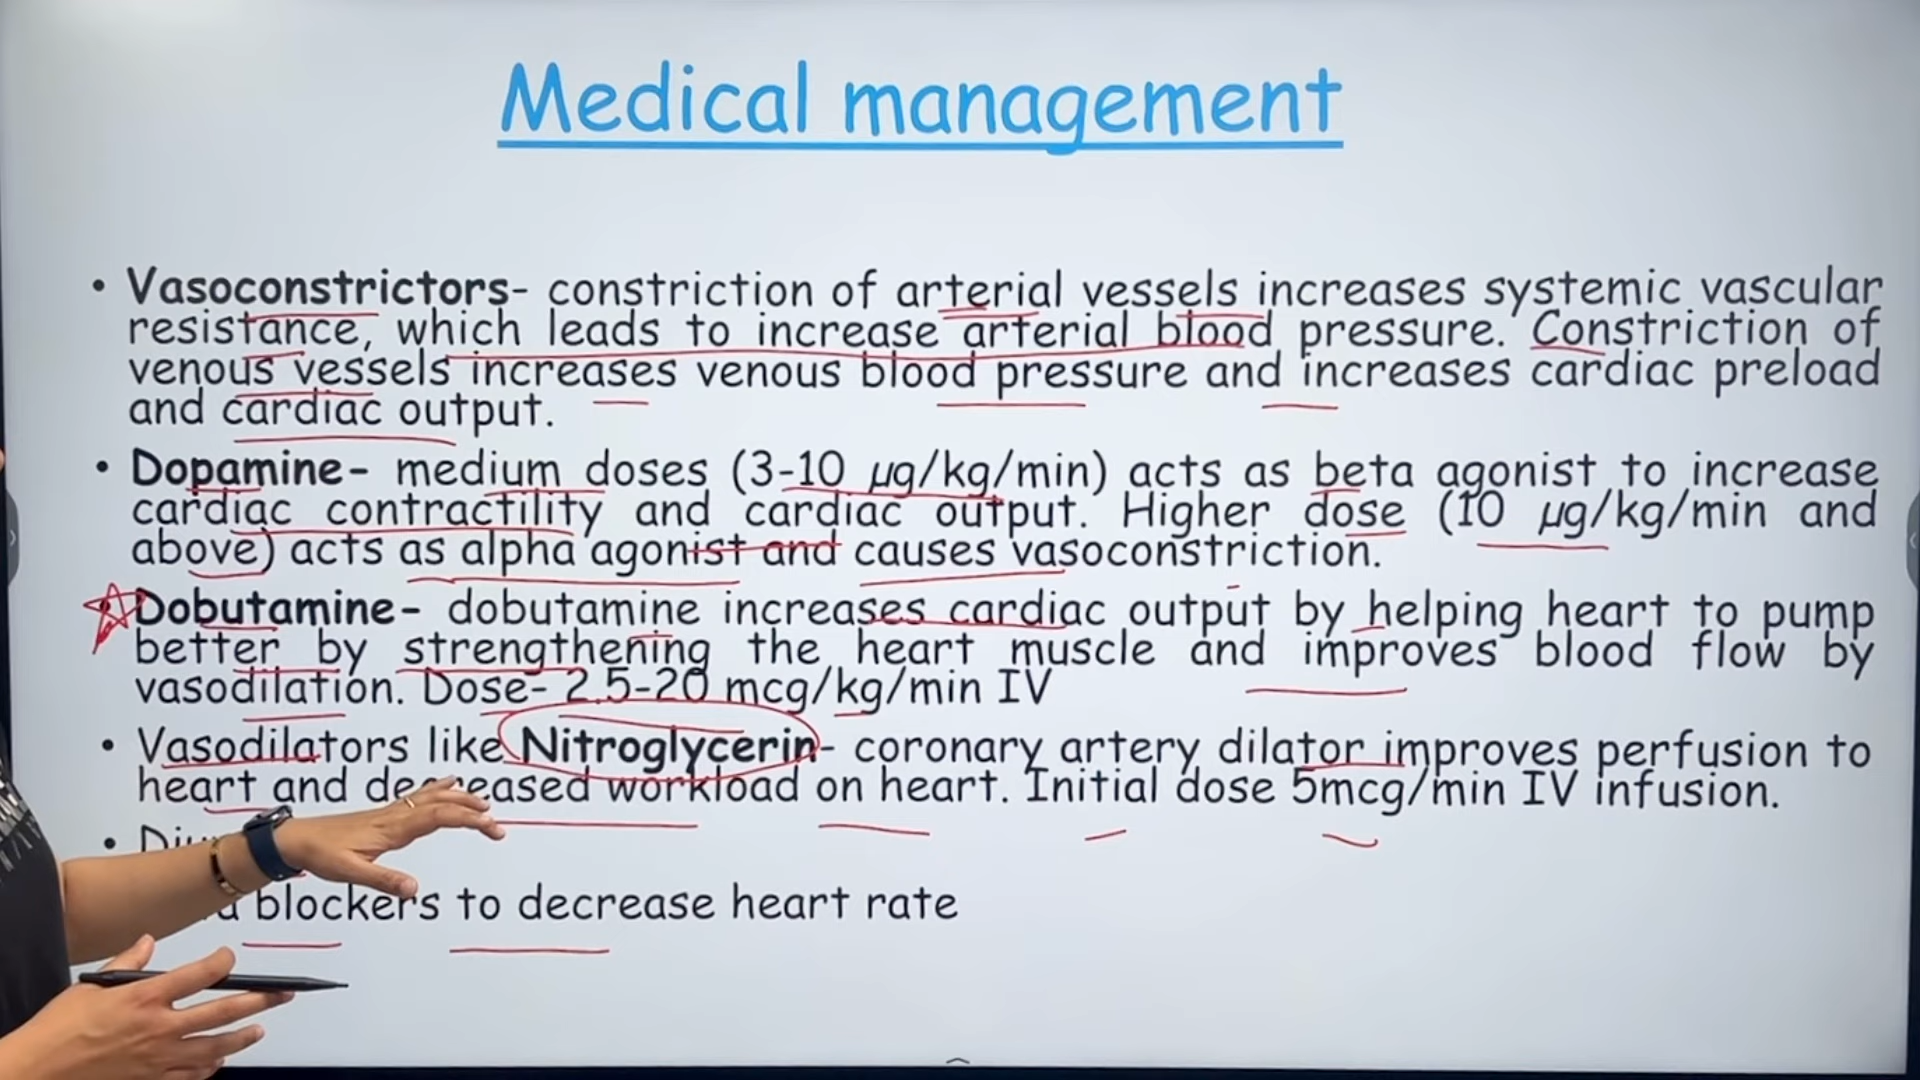 Medical management
• Vasoconstrictors- constriction of arterial vessels increases systemic vascular
resistance, which leads to increase arterial blood pressure. Constriction of
venous vessels increases venous blood pressure and increases cardiac preload
and cardiac output.
• Dopamine- medium doses (3-10 µg/kg/min) acts as beta agonist to increase
cardiac contractility and cardiac output. Higher dose (10 µg/kg/min and
above) acts as alpha agonist and causes vasoconstriction.
Dobutamine- dobutamine increases cardiac output by helping heart to pump
better by strengthening the heart muscle and improves blood flow by
vasodilation. Dose- 2.5-20 mcg/kg/min IV
• Vasodilators like Nitroglycerin- coronary artery dilator improves perfusion to
heart and decreased workload on heart. Initial dose 5mcg/min IV infusion.
•
blockers to decrease heart rate